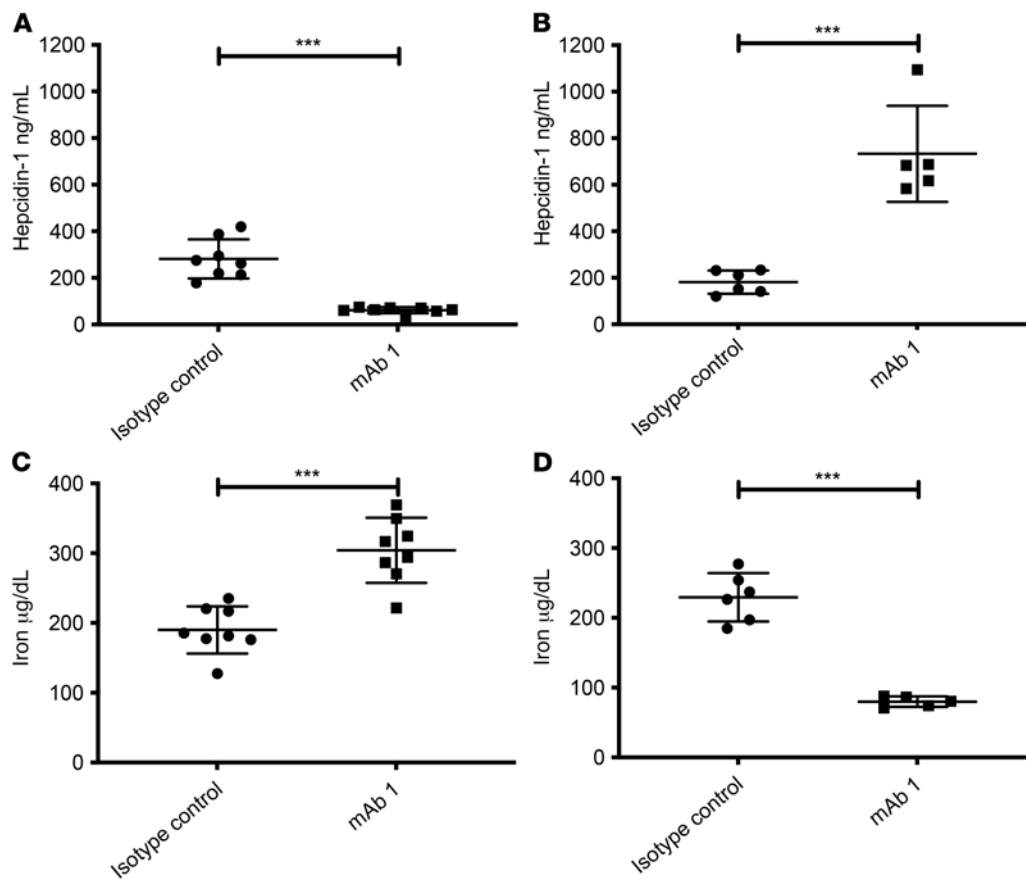 A
***
1200
1000
800
600
400
200
0
Hepcidin-1 ng/mL
Isotype control
mAb 1
B
***
1200
1000
800
600
400
200
0
Hepcidin-1 ng/mL
Isotype control
mAb 1
C
***
400
300
200
100
0
Iron μg/dL
Isotype control
mAb 1
D
***
400
300
200
100
0
Iron μg/dL
Isotype control
mAb 1